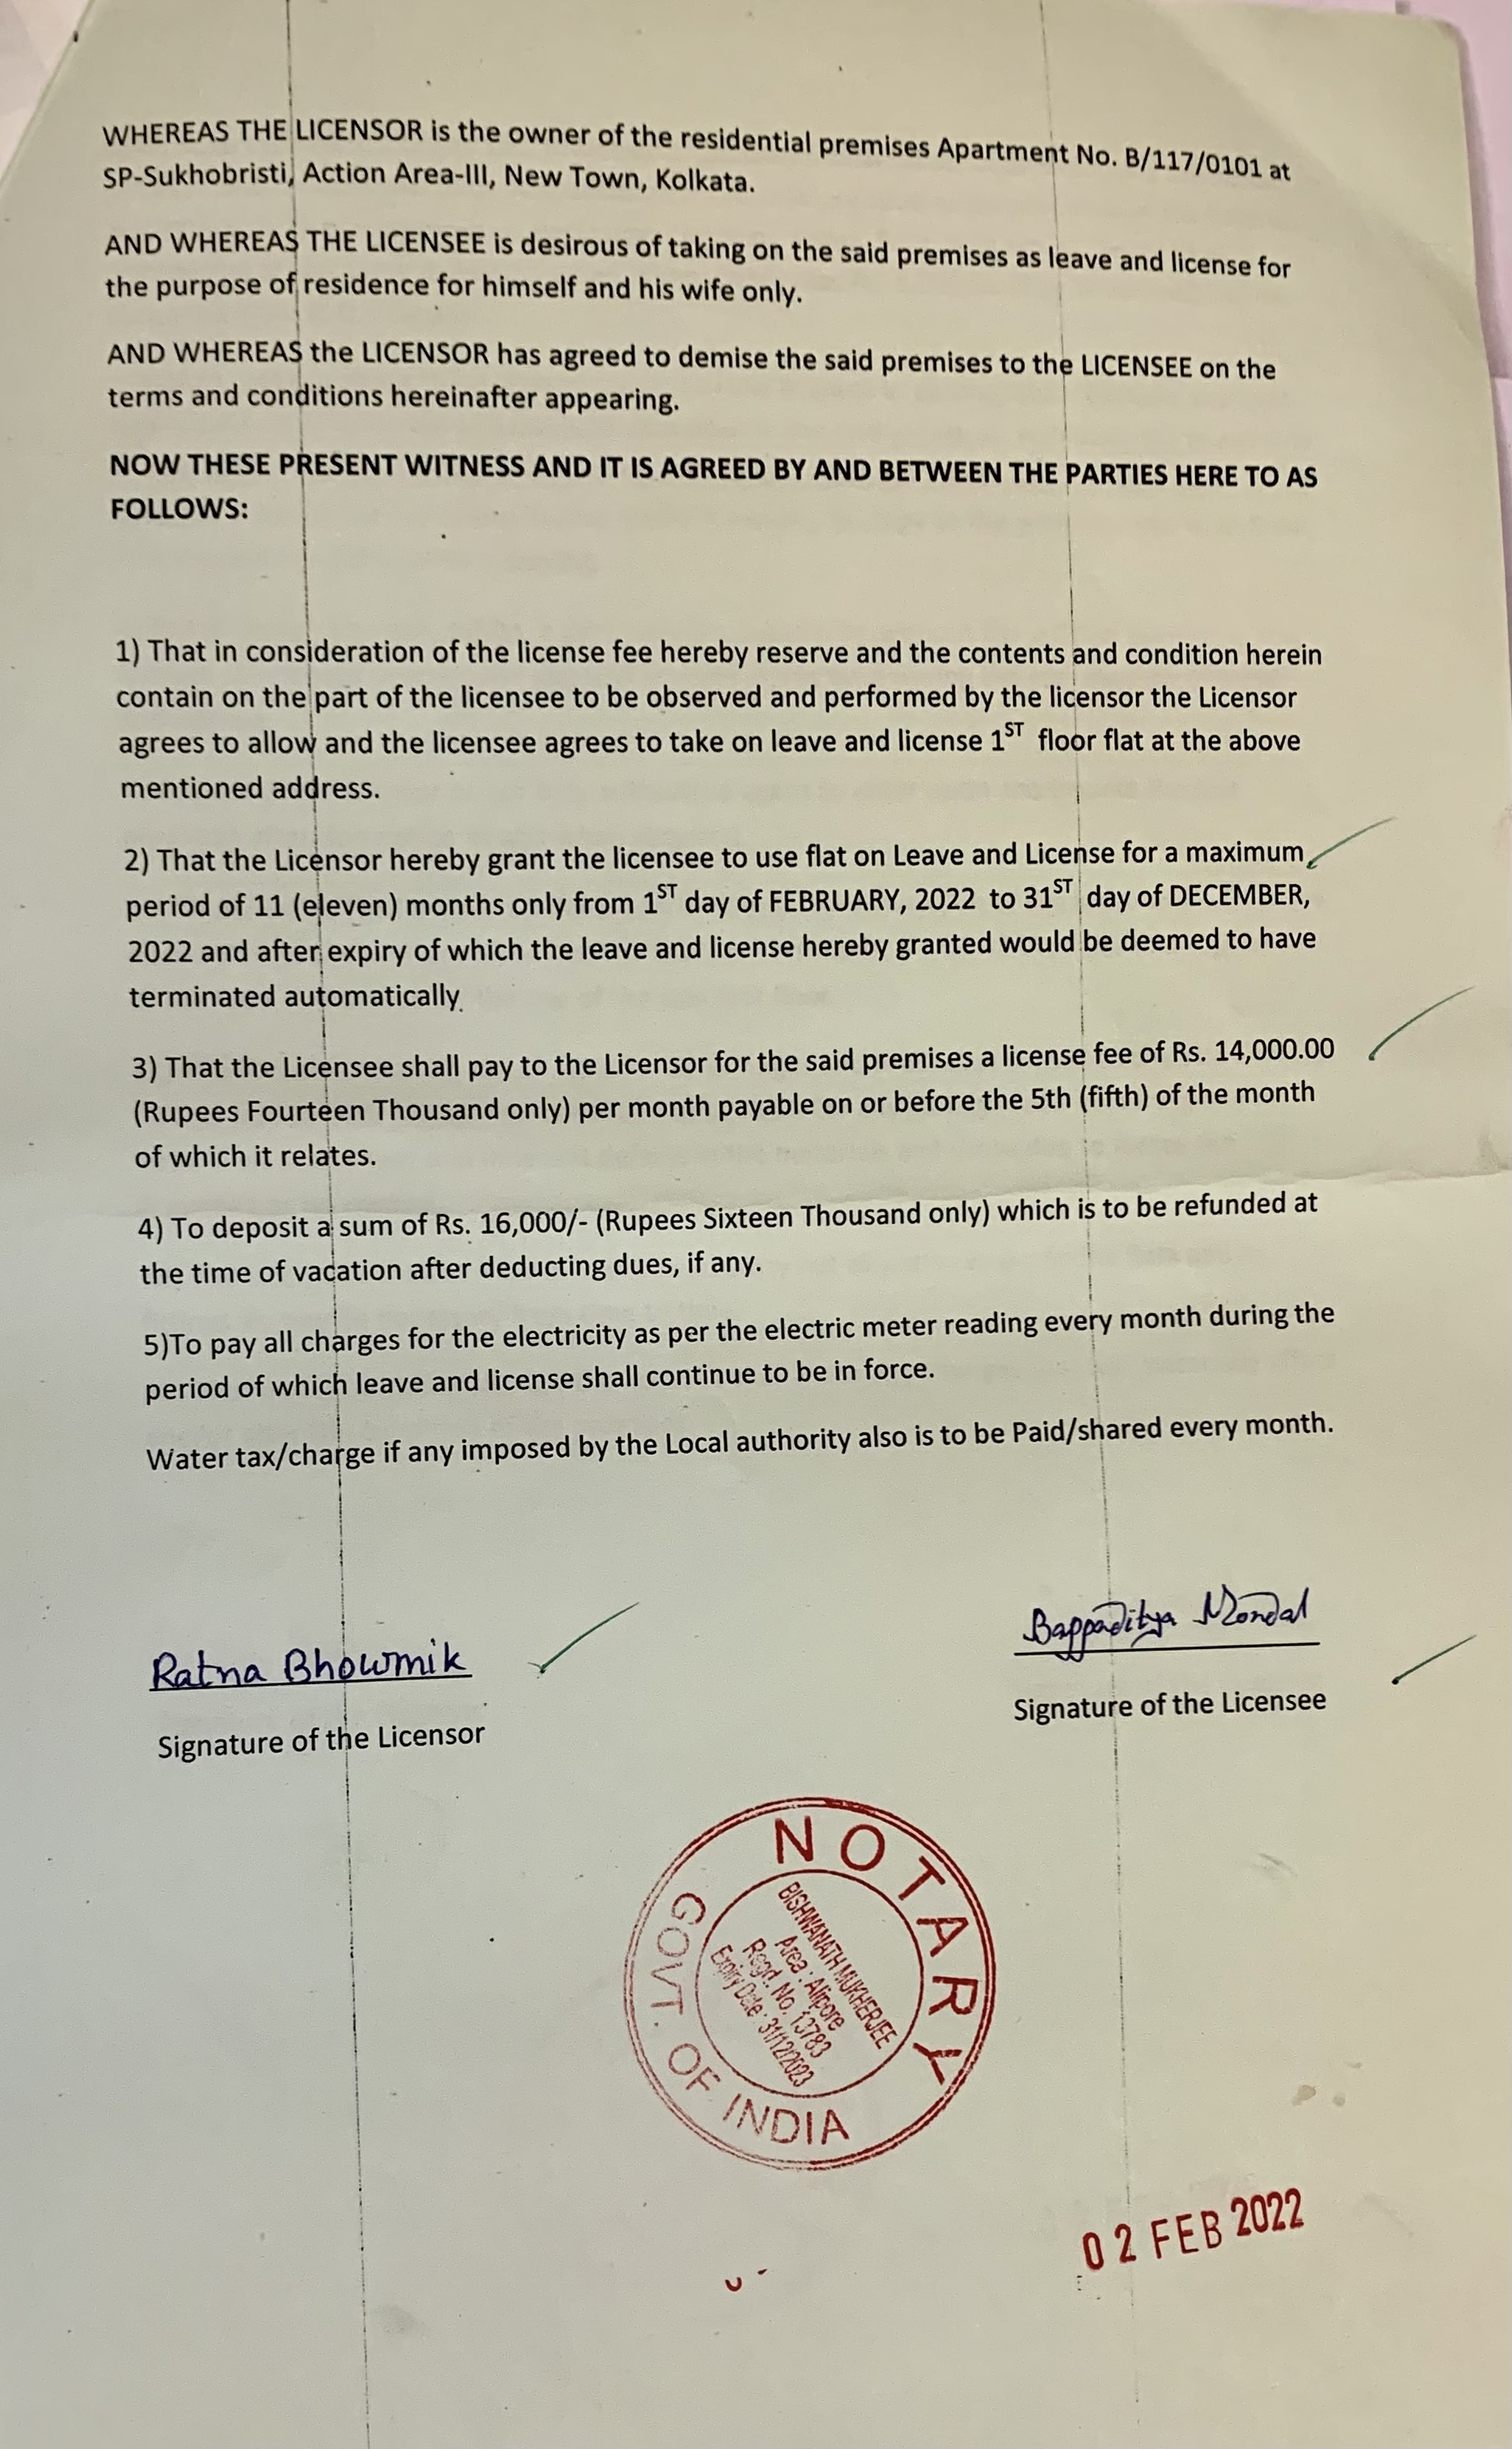 WHEREAS THE LICENSOR is the owner of the residential premises Apartment No. B/117/0101 at
SP-Sukhobristi, Action Area-III, New Town, Kolkata.
AND WHEREAS THE LICENSEE is desirous of taking on the said premises as leave and license for
the purpose of residence for himself and his wife only.
AND WHEREAS the LICENSOR has agreed to demise the said premises to the LICENSEE on the
terms and conditions hereinafter appearing.
NOW THESE PRESENT WITNESS AND IT IS AGREED BY AND BETWEEN THE PARTIES HERE TO AS
FOLLOWS:
1) That in consideration of the license fee hereby reserve and the contents and condition herein
contain on the part of the licensee to be observed and performed by the licensor the Licensor
agrees to allow and the licensee agrees to take on leave and license 1ST floor flat at the above
mentioned address.
2) That the Licensor hereby grant the licensee to use flat on Leave and License for a maximum
period of 11 (eleven) months only from 1ST day of FEBRUARY, 2022 to 31ST day of DECEMBER,
2022 and after expiry of which the leave and license hereby granted would be deemed to have
terminated automatically.
3) That the Licensee shall pay to the Licensor for the said premises a license fee of Rs. 14,000.00
(Rupees Fourteen Thousand only) per month payable on or before the 5th (fifth) of the month
of which it relates.
4) To deposit a sum of Rs. 16,000/- (Rupees Sixteen Thousand only) which is to be refunded at
the time of vacation after deducting dues, if any.
5)To pay all charges for the electricity as per the electric meter reading every month during the
period of which leave and license shall continue to be in force.
Water tax/charge if any imposed by the Local authority also is to be Paid/shared every month.
Ratna Bhowmik
Signature of the Licensor
Bappaditya Mondal
Signature of the Licensee
NOTARY
GOVT. OF INDIA
BISHWANATH MUKHERJEE
Area : Alipore
Regd. No. 13783
Expiry Date : 31/12/2023
02 FEB 2022